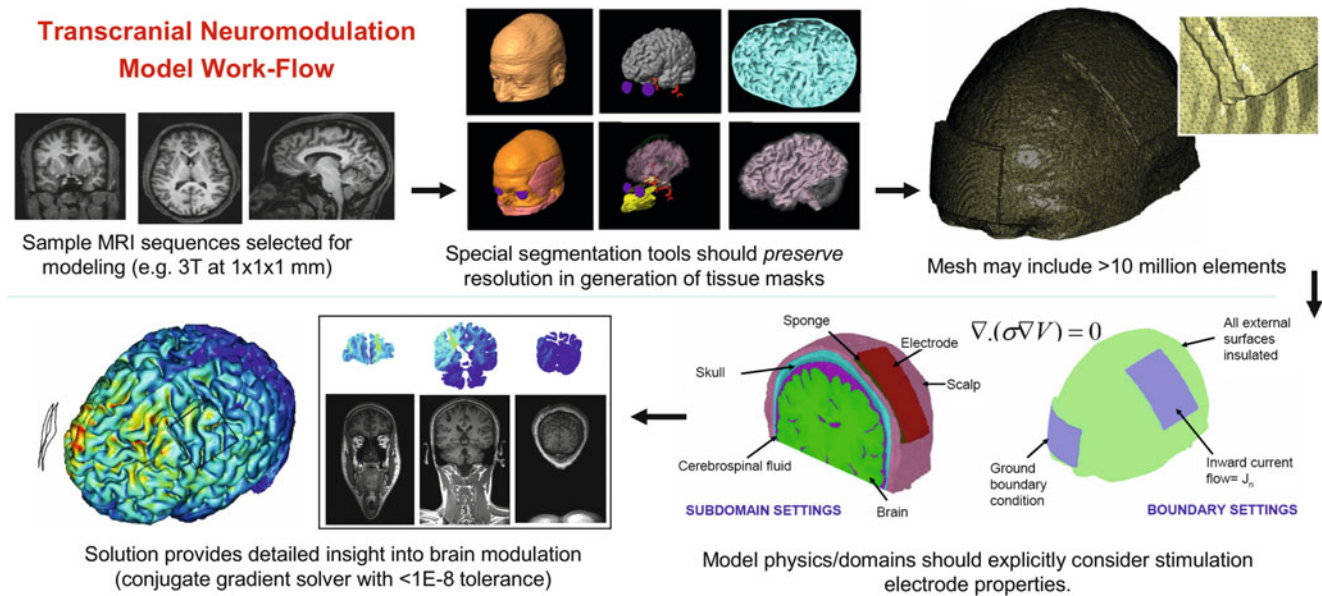 Transcranial Neuromodulation
Model Work-Flow
Sample MRI sequences selected for
modeling (e.g. 3T at 1x1x1 mm)
Special segmentation tools should preserve
resolution in generation of tissue masks
Mesh may include >10 million elements
Sponge
Electrode
Skull
Scalp
Cerebrospinal fluid
Brain
SUBDOMAIN SETTINGS
∇.(σ∇V) = 0
All external
surfaces
insulated
Ground
boundary
condition
Inward current
flow= Jn
BOUNDARY SETTINGS
Model physics/domains should explicitly consider stimulation
electrode properties.
Solution provides detailed insight into brain modulation
(conjugate gradient solver with <1E-8 tolerance)